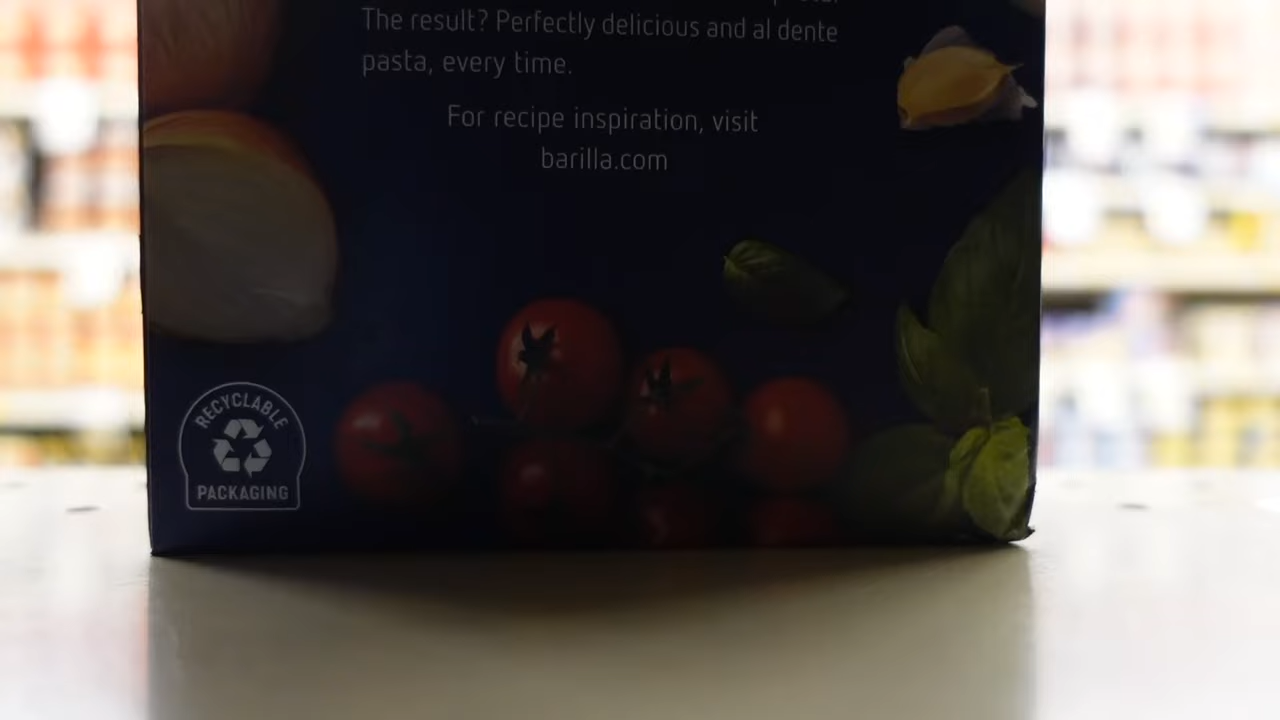 The result? Perfectly delicious and al dente
pasta, every time.
For recipe inspiration, visit
barilla.com
RECYCLABLE
PACKAGING